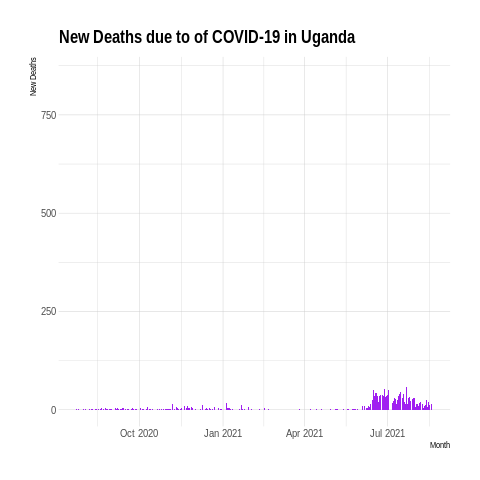 New Deaths due to of COVID-19 in Uganda
New Deaths
750
500
250
0
Oct 2020 Jan 2021 Apr 2021 Jul 2021
Month